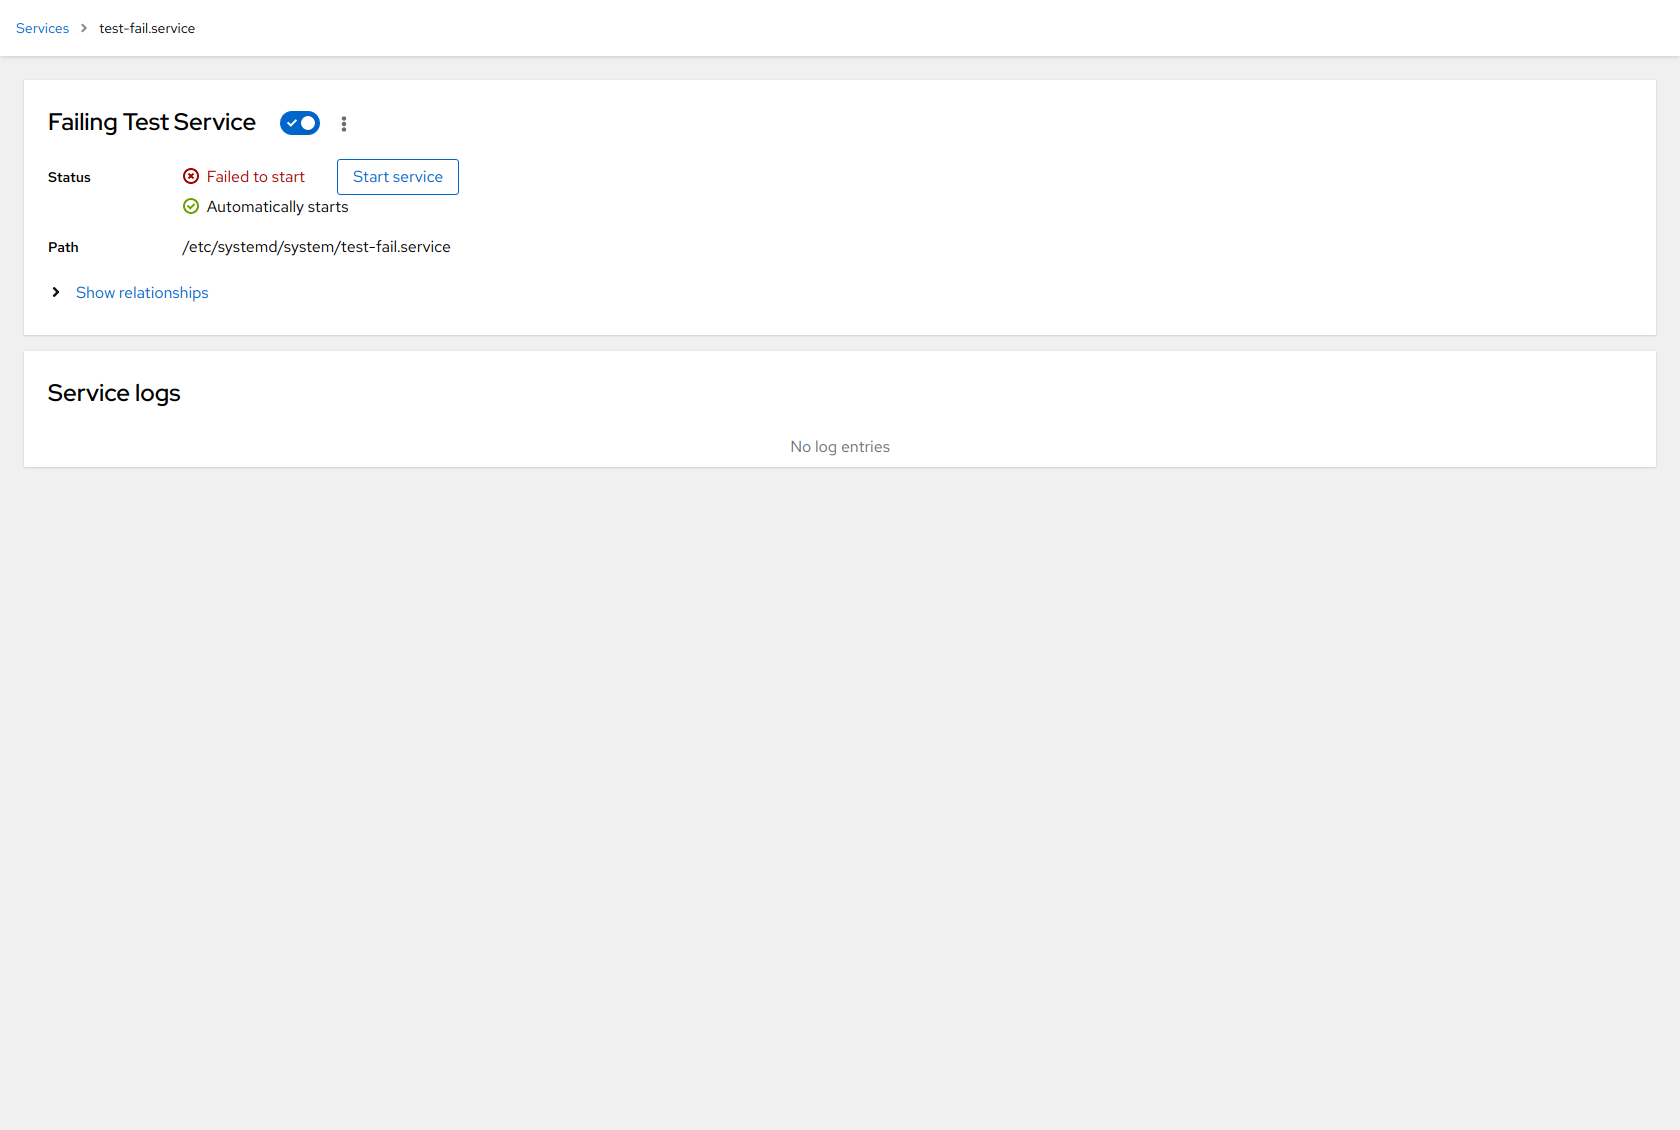 Services > test-fail.service
Failing Test Service
Status Failed to start Start service
Automatically starts
Path /etc/systemd/system/test-fail.service
Show relationships
Service logs
No log entries